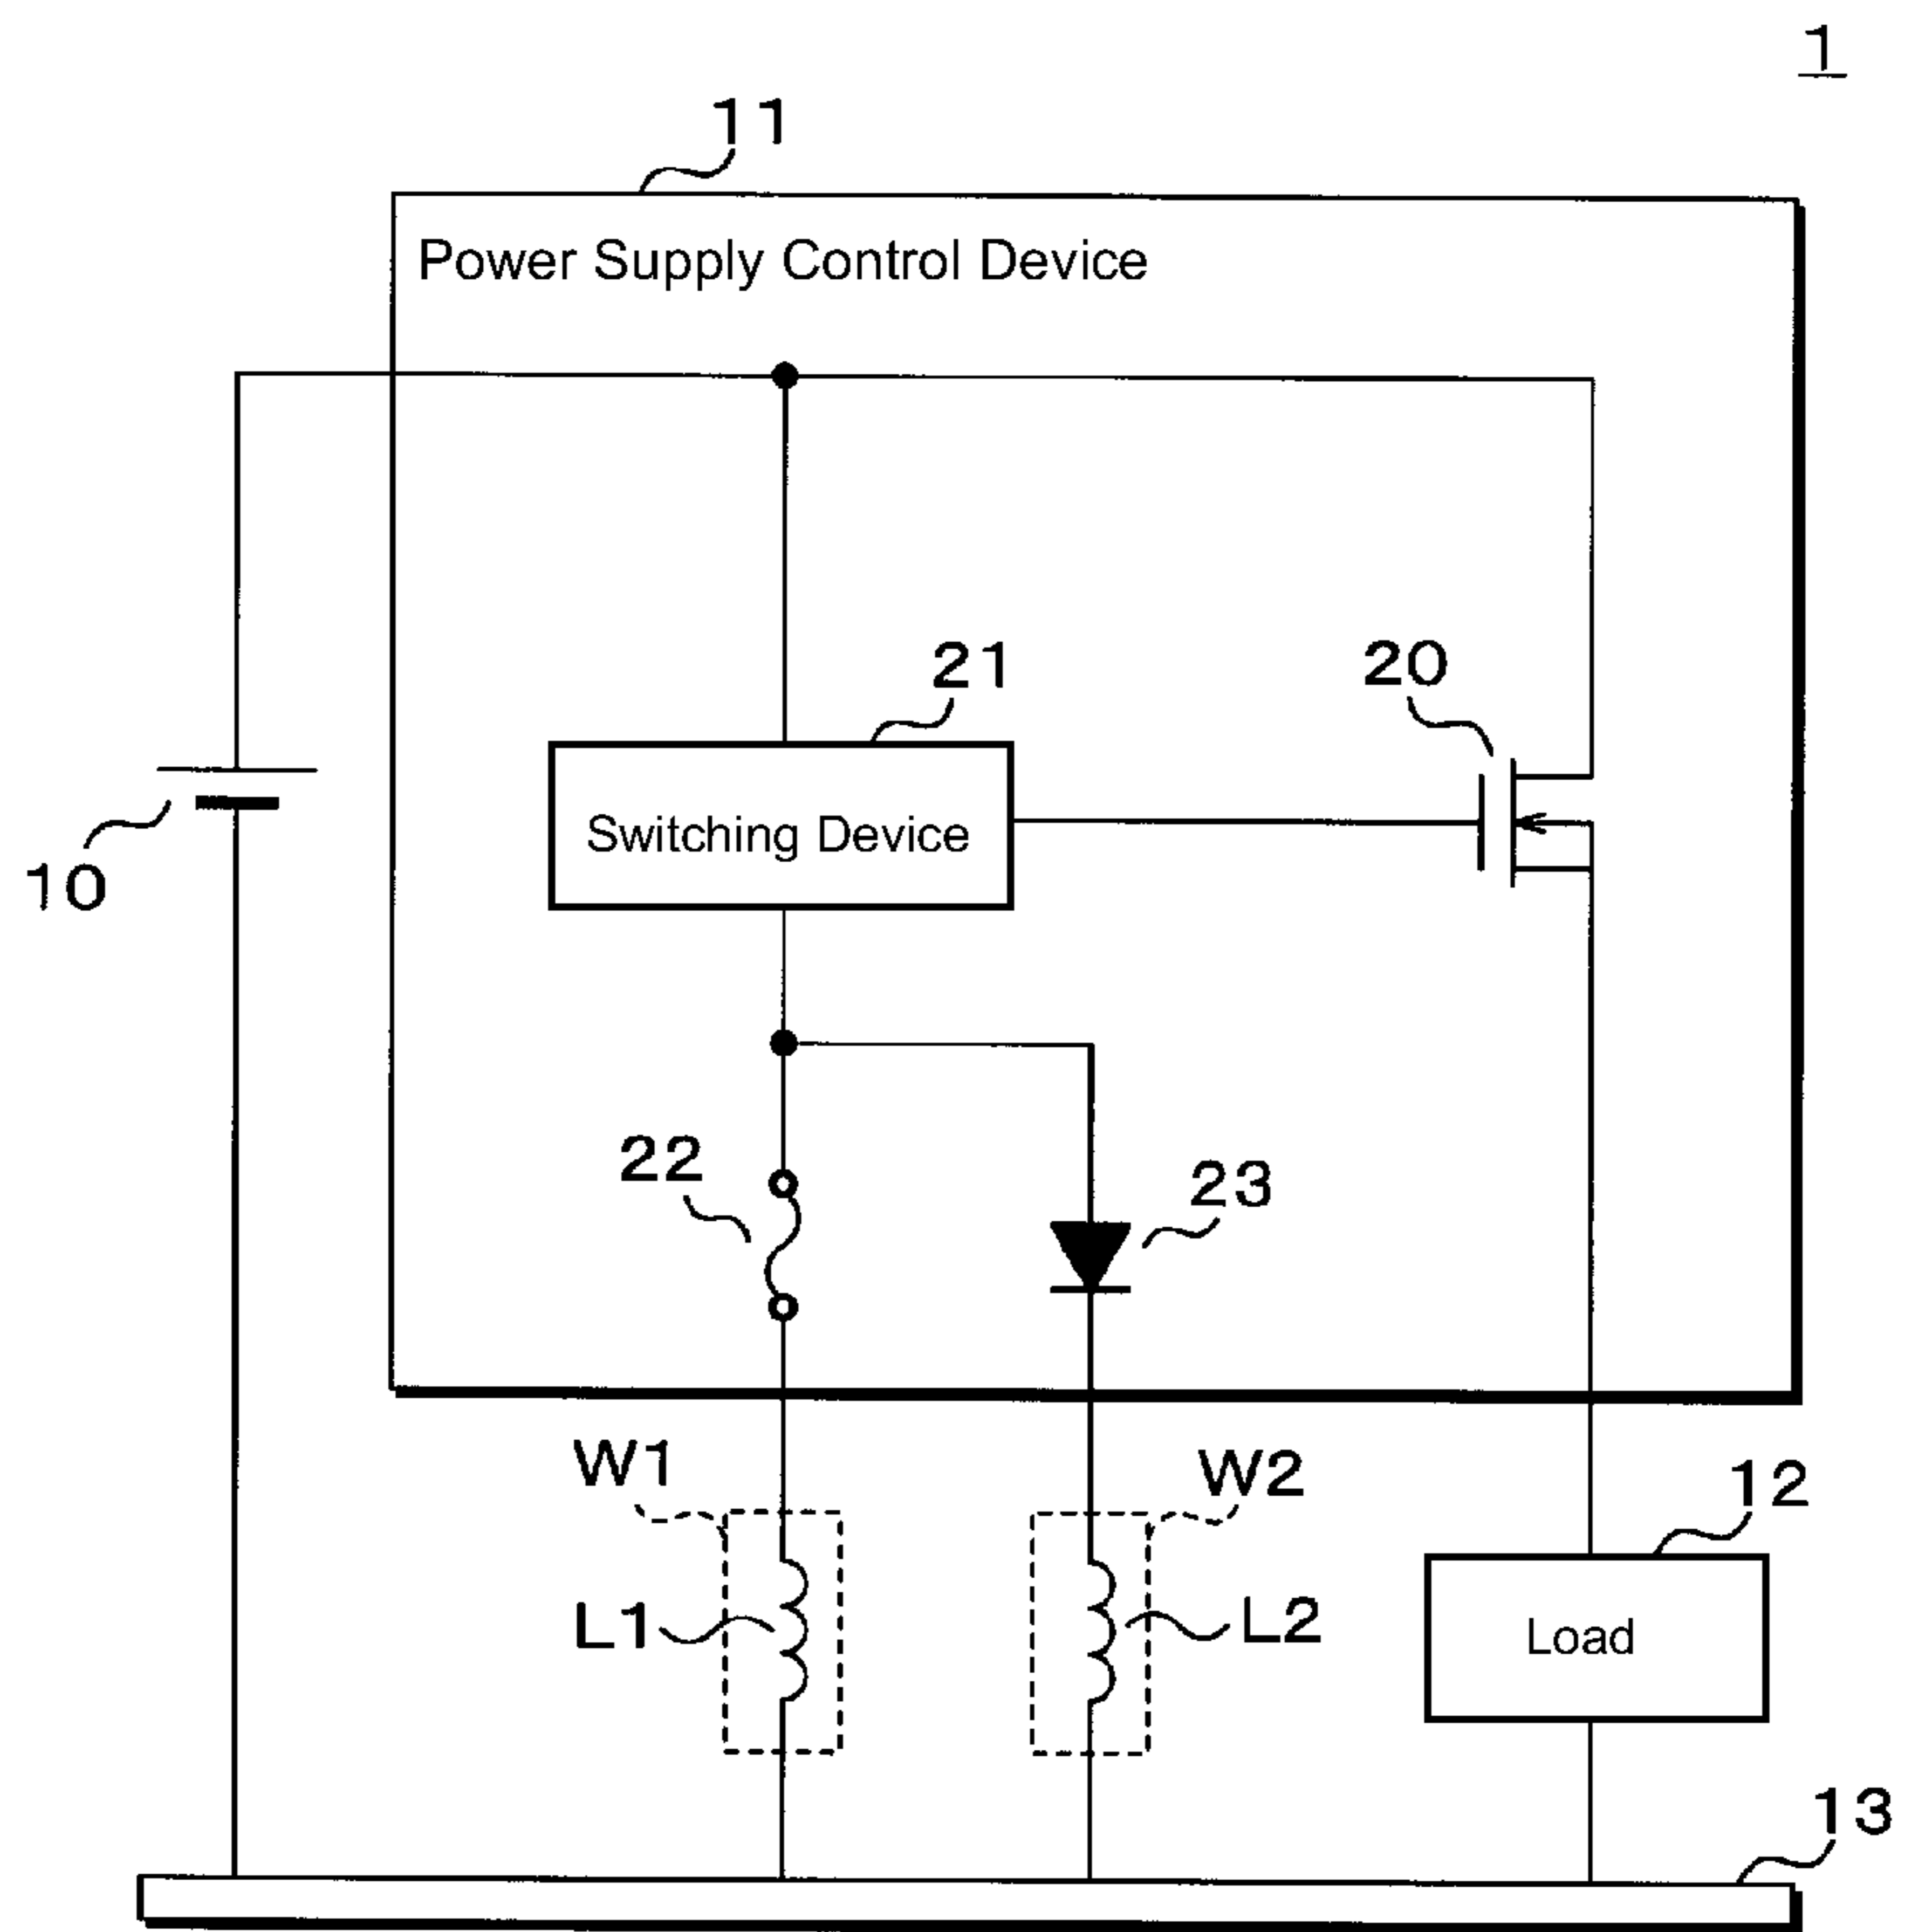 1
11
Power Supply Control Device
21
20
Switching Device
10
22
23
W1
W2
12
L1
L2
Load
13